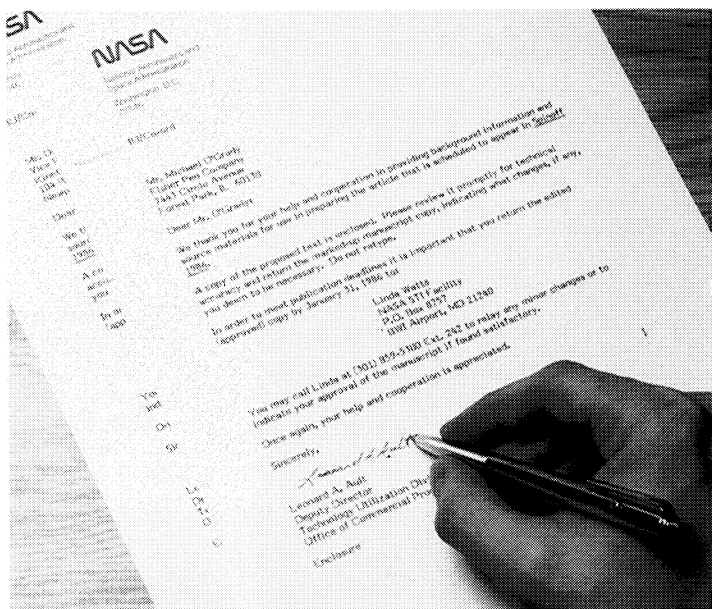 NASA
National Aeronautics and
Space Administration
Washington, D.C.
Mr. Michael O'Grady
Fisher Pen Company
7443 Circle Avenue
Forest Park, IL 60130
Dear Mr. O'Grady:
We thank you for your help and cooperation in providing background information and
source materials for use in preparing the article that is scheduled to appear in Spinoff
1986.
A copy of the proposed text is enclosed. Please review it promptly for technical
accuracy and return the marked-up manuscript copy, indicating what changes, if any,
you deem to be necessary. Do not retype.
In order to meet publication deadlines it is important that you return the edited
(approved) copy by January 31, 1986 to:
Linda Watts
NASA STI Facility
P.O. Box 8757
BWI Airport, MD 21240
You may call Linda at (301) 859-5300 Ext. 242 to relay any minor changes or to
indicate your approval of the manuscript if found satisfactory.
Once again, your help and cooperation is appreciated.
Sincerely,
Leonard A. Ault
Deputy Director
Technology Utilization Div
Office of Commercial Pro
Enclosure